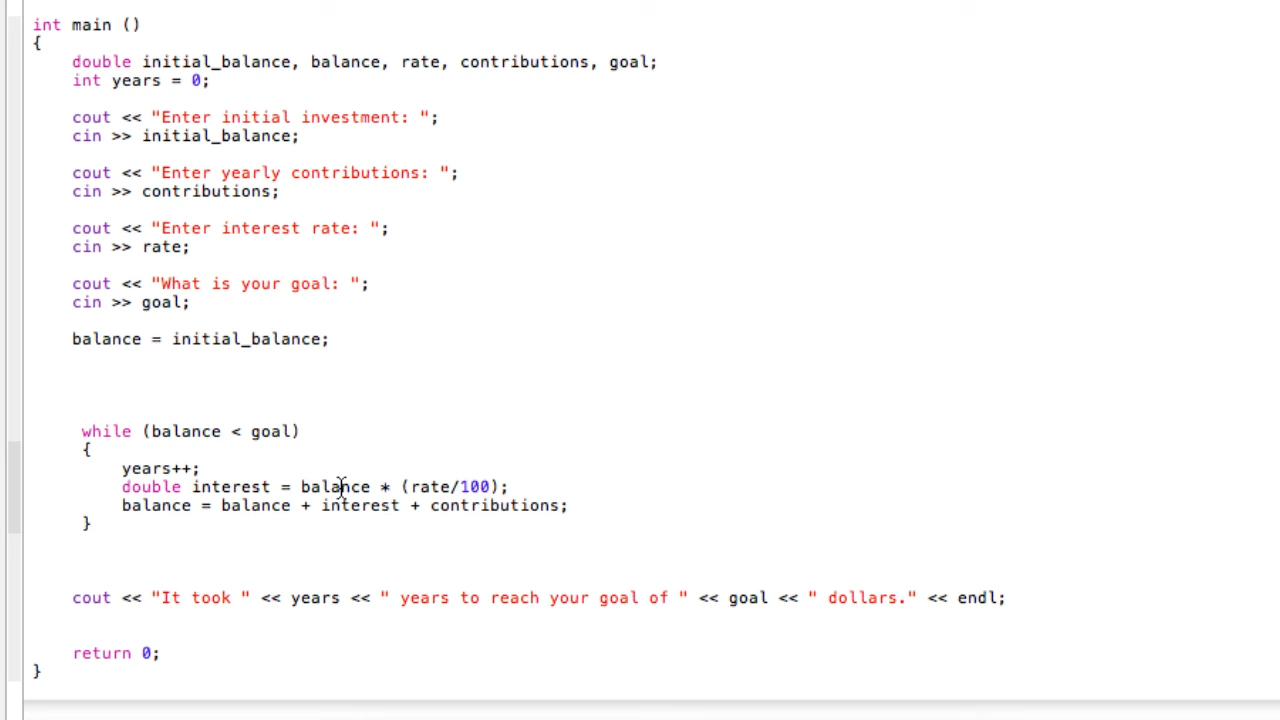 int main ()
{
    double initial_balance, balance, rate, contributions, goal;
    int years = 0;

    cout << "Enter initial investment: ";
    cin >> initial_balance;

    cout << "Enter yearly contributions: ";
    cin >> contributions;

    cout << "Enter interest rate: ";
    cin >> rate;

    cout << "What is your goal: ";
    cin >> goal;

    balance = initial_balance;

     while (balance < goal)
     {
         years++;
         double interest = balance * (rate/100);
         balance = balance + interest + contributions;
     }

    cout << "It took " << years << " years to reach your goal of " << goal << " dollars." << endl;

    return 0;
}